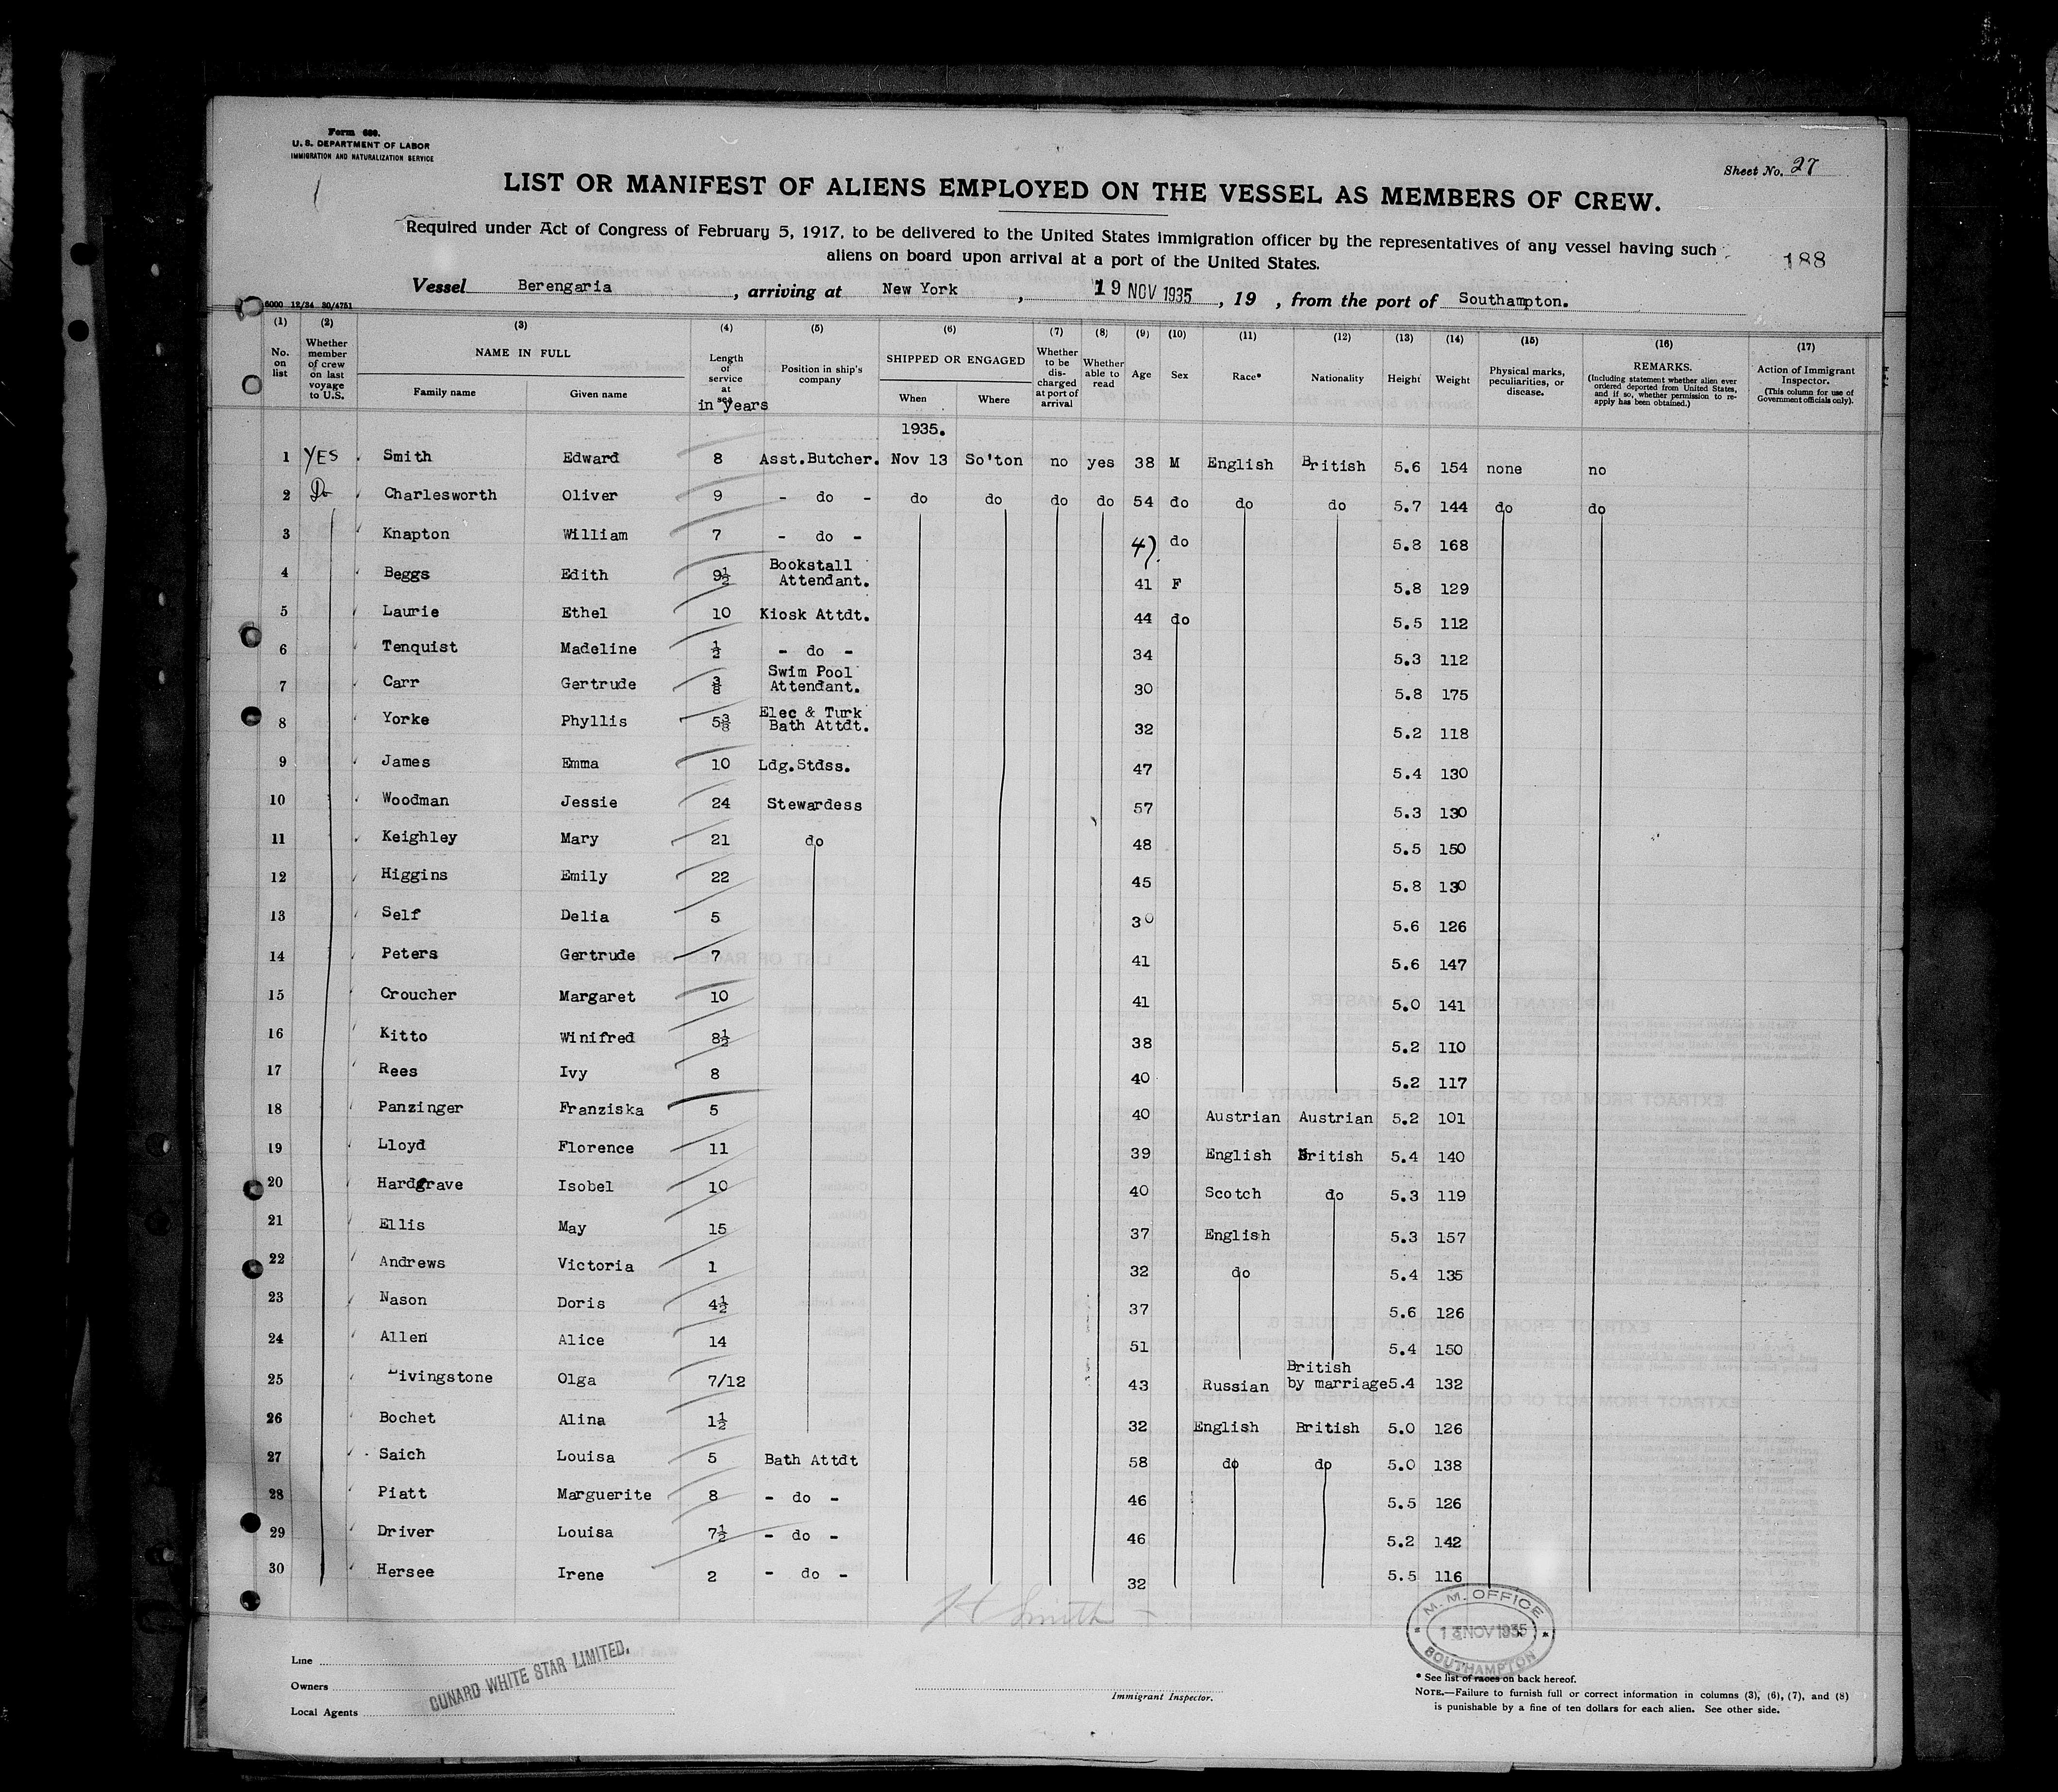 Form 680.
U. S. DEPARTMENT OF LABOR
IMMIGRATION AND NATURALIZATION SERVICE
Sheet No. 27
LIST OR MANIFEST OF ALIENS EMPLOYED ON THE VESSEL AS MEMBERS OF CREW.
Required under Act of Congress of February 5, 1917, to be delivered to the United States immigration officer by the representatives of any vessel having such
aliens on board upon arrival at a port of the United States.
188
Vessel Berengaria, arriving at New York, 19 NOV 1935, 19 , from the port of Southampton.
5000 12/34 30/4751
(1) (2) (3) (4) (5) (6) (7) (8) (9) (10) (11) (12) (13) (14) (15) (16) (17)
No. on list
Whether member of crew on last voyage to U.S.
NAME IN FULL
Family name Given name
Length of service at sea
in years
Position in ship's company
SHIPPED OR ENGAGED
When Where
Whether to be discharged at port of arrival
Whether able to read
Age Sex Race* Nationality Height Weight
Physical marks, peculiarities, or disease.
REMARKS.
(Including statement whether alien ever ordered deported from United States, and if so, whether permission to reapply has been obtained.)
Action of Immigrant Inspector.
(This column for use of Government officials only).
1935.
1 YES Smith Edward 8 Asst.Butcher. Nov 13 So'ton no yes 38 M English British 5.6 154 none no
2 Do Charlesworth Oliver 9 - do - do do do do 54 do do do 5.7 144 do do
3 Knapton William 7 - do - do 5.8 168
4 Beggs Edith 9½ Bookstall Attendant. 41 F 5.8 129
5 Laurie Ethel 10 Kiosk Attdt. 44 do 5.5 112
6 Tenquist Madeline ½ - do - 34 5.3 112
7 Carr Gertrude ⅜ Swim Pool Attendant. 30 5.8 175
8 Yorke Phyllis 5⅜ Elec & Turk Bath Attdt. 32 5.2 118
9 James Emma 10 Ldg.Stdss. 47 5.4 130
10 Woodman Jessie 24 Stewardess 57 5.3 130
11 Keighley Mary 21 do 48 5.5 150
12 Higgins Emily 22 45 5.8 130
13 Self Delia 5 30 5.6 126
14 Peters Gertrude 7 41 5.6 147
15 Croucher Margaret 10 41 5.0 141
16 Kitto Winifred 8½ 38 5.2 110
17 Rees Ivy 8 40 5.2 117
18 Panzinger Franziska 5 40 Austrian Austrian 5.2 101
19 Lloyd Florence 11 39 English British 5.4 140
20 Hardgrave Isobel 10 40 Scotch do 5.3 119
21 Ellis May 15 37 English 5.3 157
22 Andrews Victoria 1 32 do 5.4 135
23 Nason Doris 4½ 37 5.6 126
24 Allen Alice 14 51 5.4 150
25 Livingstone Olga 7/12 43 Russian British by marriage 5.4 132
26 Bochet Alina 1½ 32 English British 5.0 126
27 Saich Louisa 5 Bath Attdt 58 do do 5.0 138
28 Piatt Marguerite 8 - do - 46 5.5 126
29 Driver Louisa 7½ - do - 46 5.2 142
30 Hersee Irene 2 - do - 32 5.5 116
H Smith
M. M. OFFICE
NOV 1935
SOUTHAMPTON
Line
Owners
Local Agents
CUNARD WHITE STAR LIMITED.
Immigrant Inspector.
* See list of races on back hereof.
NOTE.—Failure to furnish full or correct information in columns (3), (6), (7), and (8)
is punishable by a fine of ten dollars for each alien. See other side.